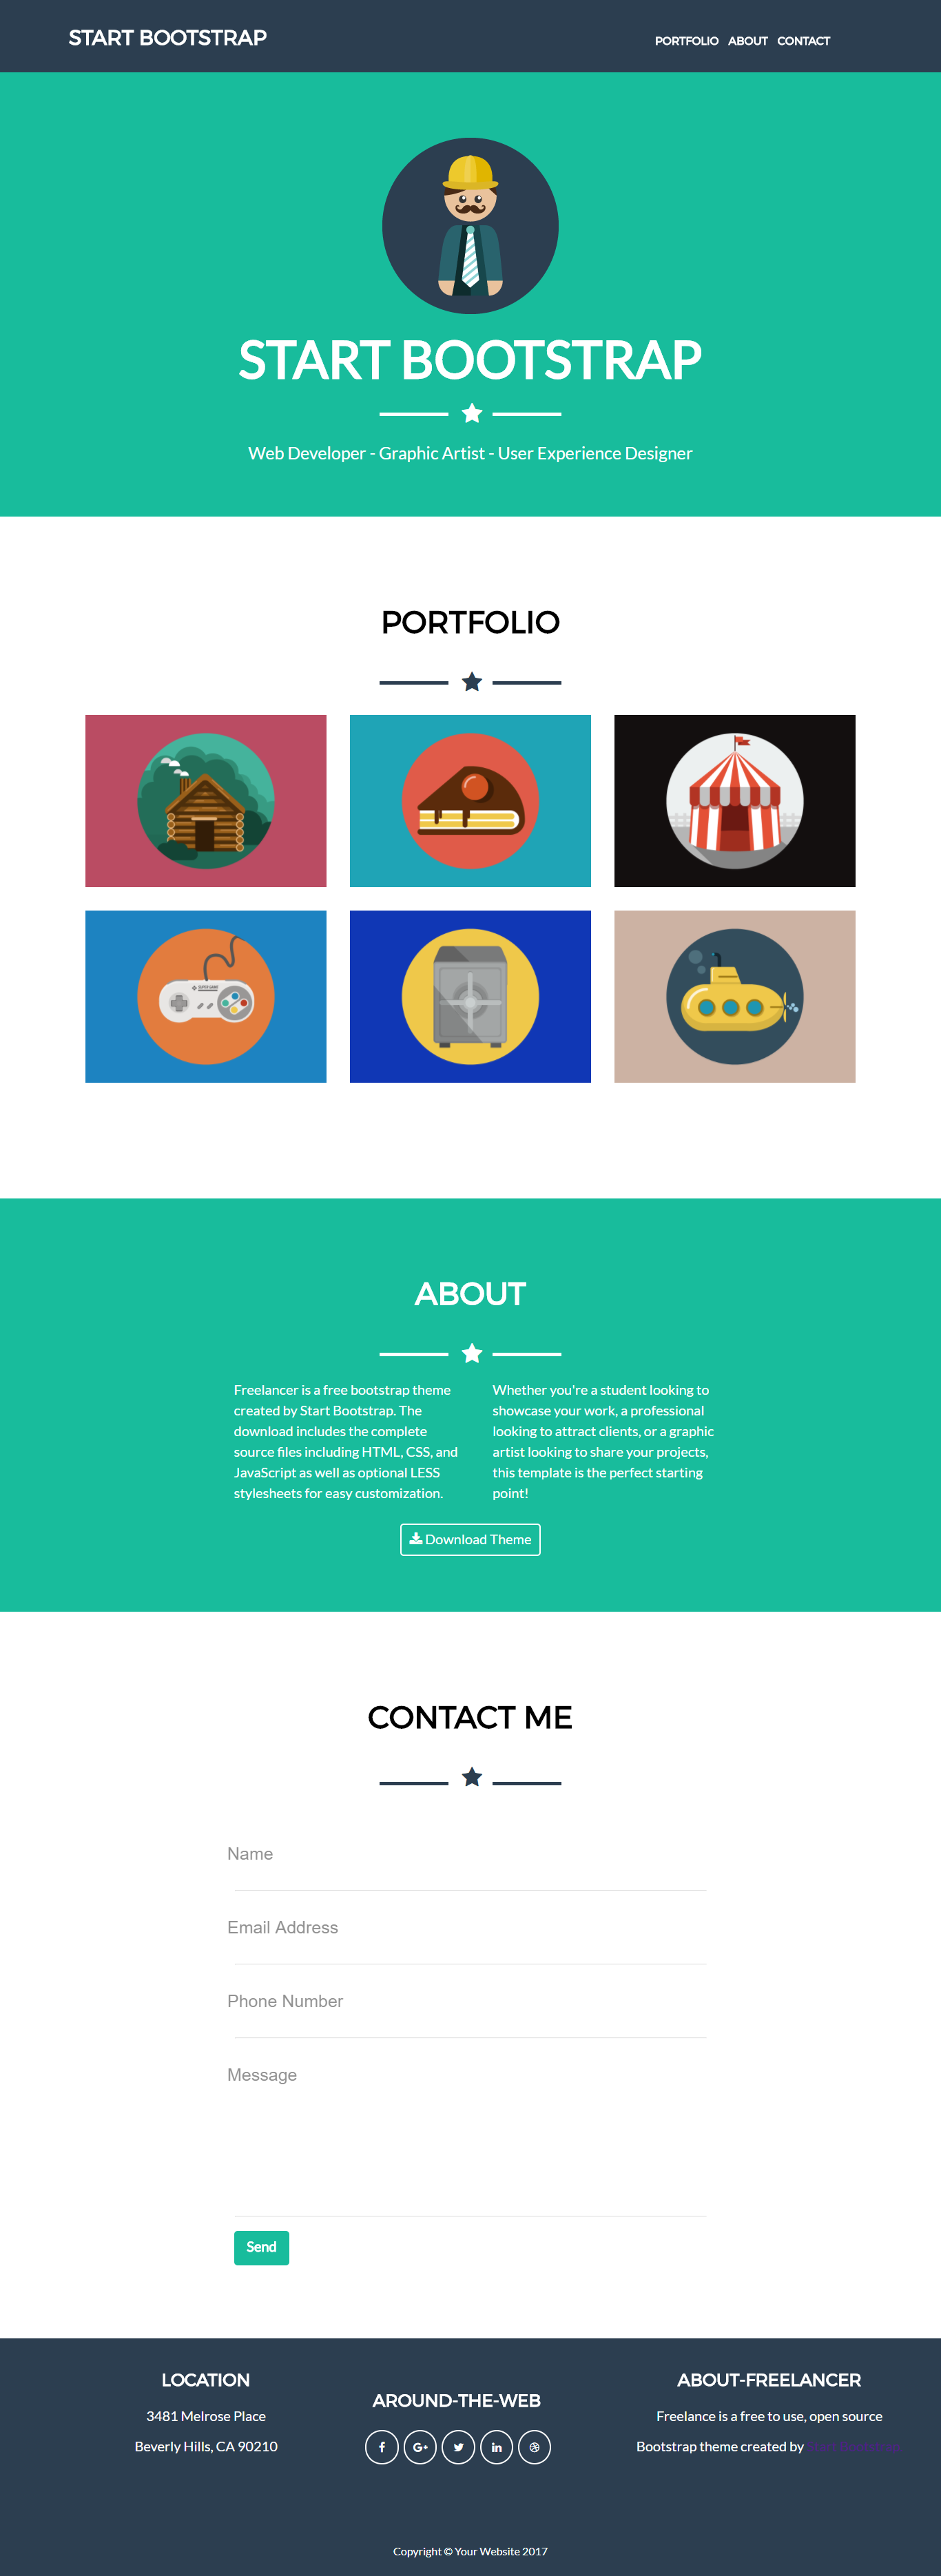 START BOOTSTRAP
PORTFOLIO ABOUT CONTACT
START BOOTSTRAP
Web Developer - Graphic Artist - User Experience Designer
PORTFOLIO
SUPER GAME
ABOUT
Freelancer is a free bootstrap theme
created by Start Bootstrap. The
download includes the complete
source files including HTML, CSS, and
JavaScript as well as optional LESS
stylesheets for easy customization.
Whether you're a student looking to
showcase your work, a professional
looking to attract clients, or a graphic
artist looking to share your projects,
this template is the perfect starting
point!
Download Theme
CONTACT ME
Name
Email Address
Phone Number
Message
Send
LOCATION
3481 Melrose Place
Beverly Hills, CA 90210
AROUND-THE-WEB
ABOUT-FREELANCER
Freelance is a free to use, open source
Bootstrap theme created by
Copyright © Your Website 2017